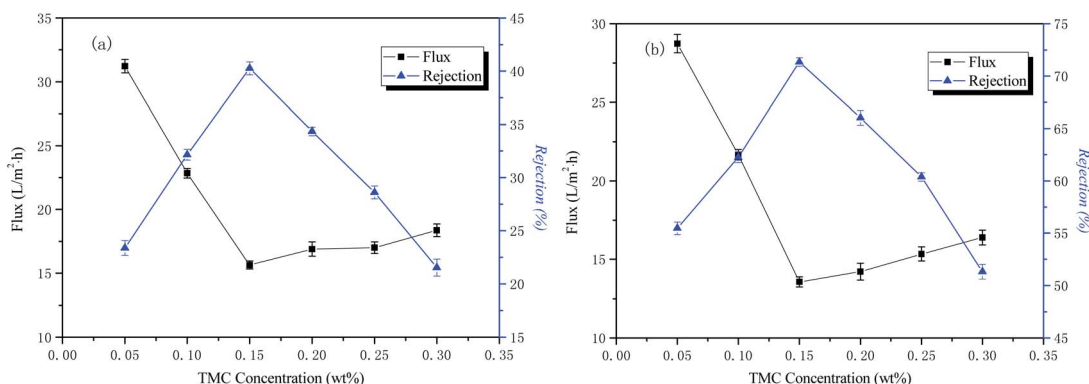 (a)
Flux
Rejection
35
30
25
20
15
10
45
40
35
30
25
20
15
0.00 0.05 0.10 0.15 0.20 0.25 0.30 0.35
TMC Concentration (wt%)
Flux (L/m²·h)
Rejection (%)
(b)
Flux
Rejection
30
25
20
15
10
75
70
65
60
55
50
45
0.00 0.05 0.10 0.15 0.20 0.25 0.30 0.35
TMC Concentration (wt%)
Flux (L/m²·h)
Rejection (%)